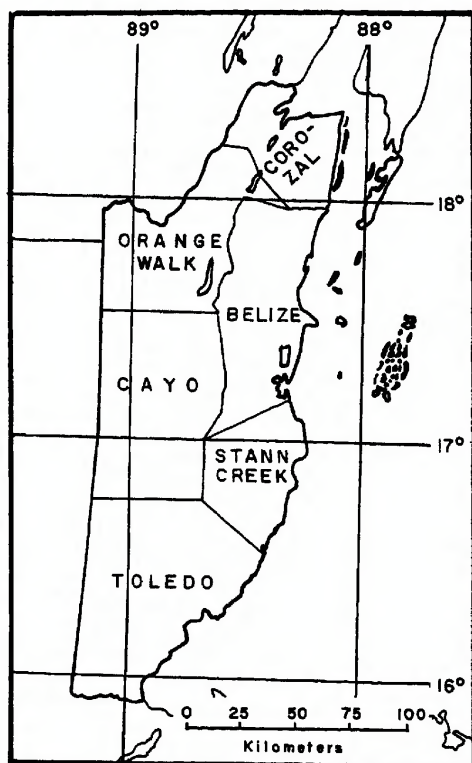 89° 88°
CORO-
ZAL
18°
ORANGE
WALK
BELIZE
CAYO
17°
STANN
CREEK
TOLEDO
16°
0 25 50 75 100
Kilometers